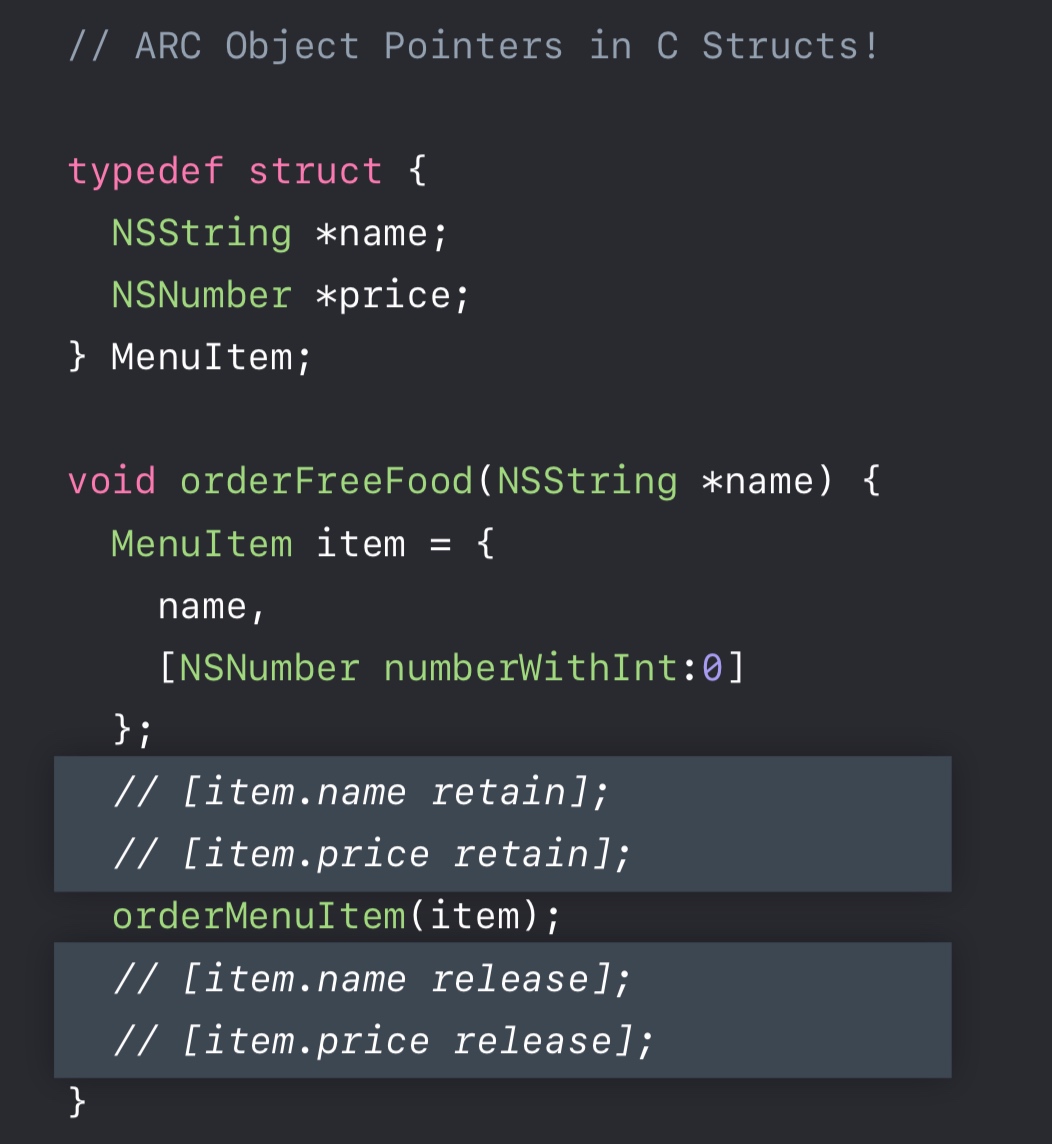 // ARC Object Pointers in C Structs!
typedef struct {
  NSString *name;
  NSNumber *price;
} MenuItem;
void orderFreeFood(NSString *name) {
  MenuItem item = {
    name,
    [NSNumber numberWithInt:0]
  };
  // [item.name retain];
  // [item.price retain];
  orderMenuItem(item);
  // [item.name release];
  // [item.price release];
}